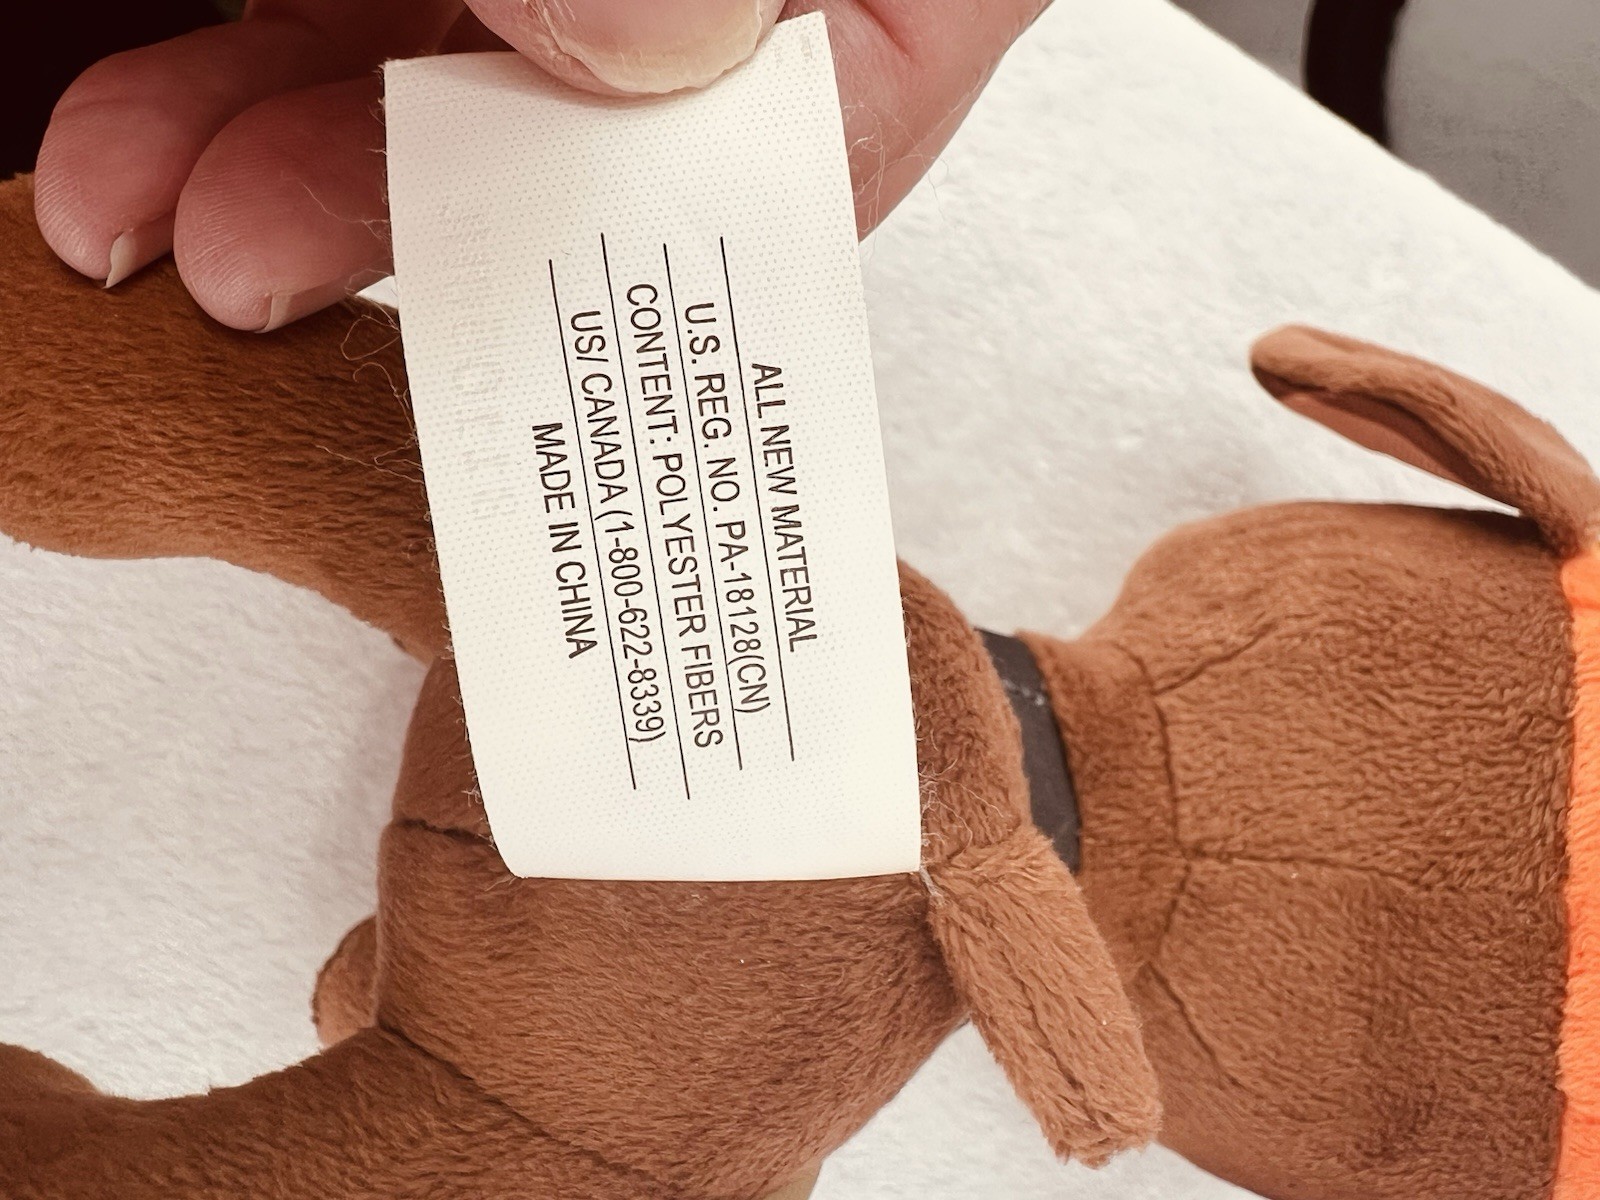 ALL NEW MATERIAL
U.S. REG. NO. PA-18128(CN)
CONTENT: POLYESTER FIBERS
US/ CANADA (1-800-622-8339)
MADE IN CHINA